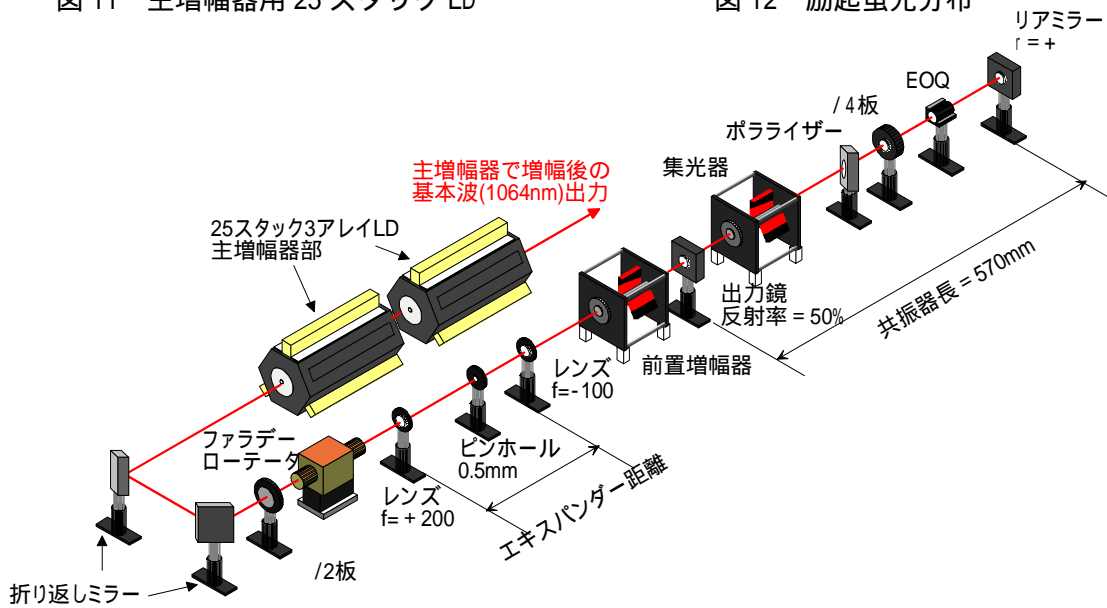 図 11 主増幅器用 25 スタック LD
図 12 励起蛍光分布
リアミラー
r = +
EOQ
/ 4板
ポラライザー
集光器
主増幅器で増幅後の
基本波(1064nm)出力
25スタック3アレイLD
主増幅器部
共振器長 = 570mm
出力鏡
反射率 = 50%
前置増幅器
レンズ
f=-100
ピンホール
0.5mm
エキスパンダー距離
レンズ
f= + 200
ファラデー
ローテータ
/2板
折り返しミラー